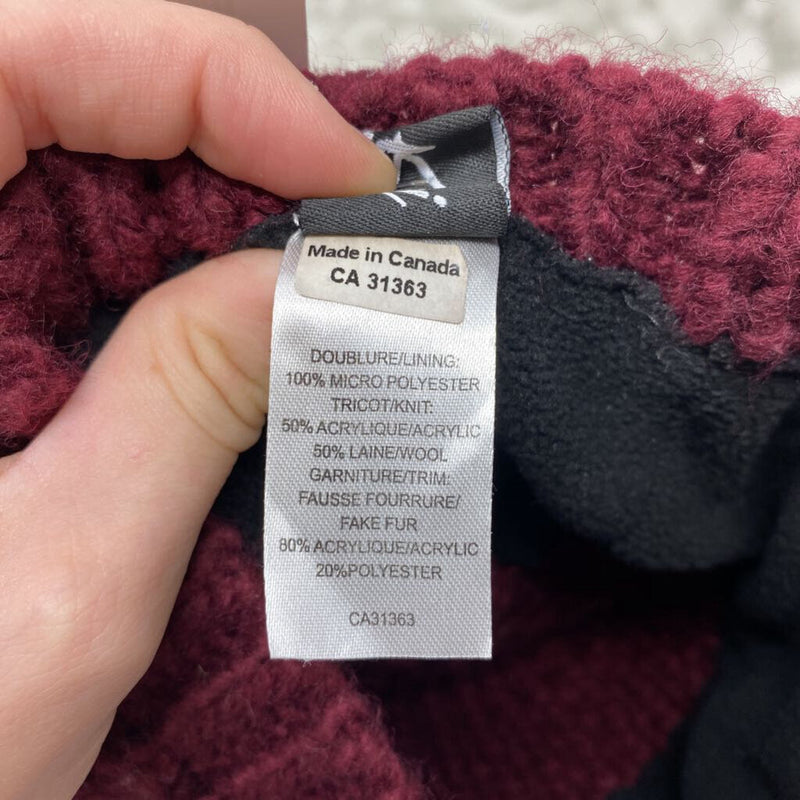 Made in Canada
CA 31363
DOUBLURE/LINING:
100% MICRO POLYESTER
TRICOT/KNIT:
50% ACRYLIQUE/ACRYLIC
50% LAINE/WOOL
GARNITURE/TRIM:
FAUSSE FOURRURE/
FAKE FUR
80% ACRYLIQUE/ACRYLIC
20%POLYESTER
CA31363